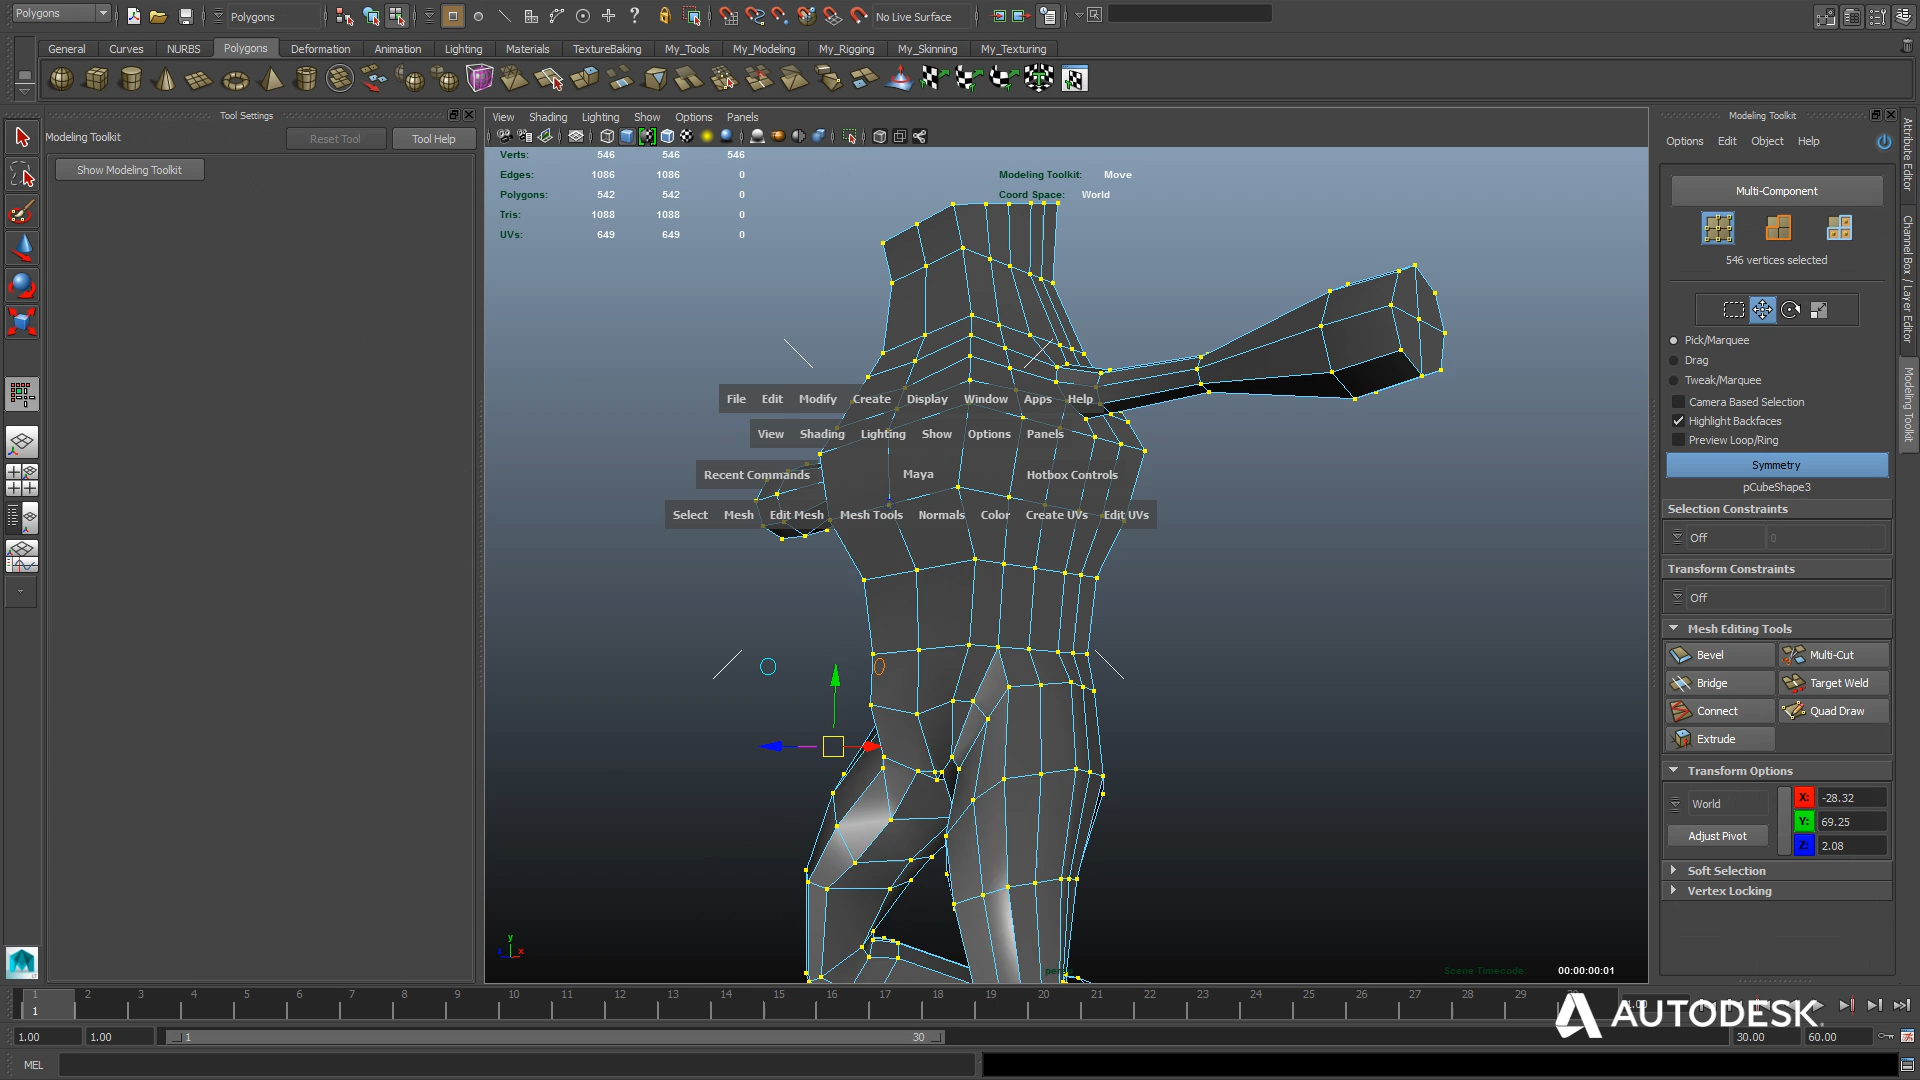 Polygons
Polygons
No Live Surface
General Curves NURBS Polygons Deformation Animation Lighting Materials TextureBaking My_Tools My_Modeling My_Rigging My_Skinning My_Texturing
Tool Settings
Modeling Toolkit Reset Tool Tool Help
Show Modeling Toolkit
View Shading Lighting Show Options Panels
Verts: 546 546 546
Edges: 1086 1086 0
Polygons: 542 542 0
Tris: 1088 1088 0
UVs: 649 649 0
Modeling Toolkit: Move
Coord Space: World
File Edit Modify Create Display Window Apps Help
View Shading Lighting Show Options Panels
Recent Commands Maya Hotbox Controls
Select Mesh Edit Mesh Mesh Tools Normals Color Create UVs Edit UVs
y
z x
persp
Scene Timecode: 00:00:00:01
Modeling Toolkit
Options Edit Object Help
Multi-Component
546 vertices selected
Pick/Marquee
Drag
Tweak/Marquee
Camera Based Selection
Highlight Backfaces
Preview Loop/Ring
Symmetry
pCubeShape3
Selection Constraints
Off 0
Transform Constraints
Off
Mesh Editing Tools
Bevel Multi-Cut
Bridge Target Weld
Connect Quad Draw
Extrude
Transform Options
World X: -28.32
Y: 69.25
Adjust Pivot
Z: 2.08
Soft Selection
Vertex Locking
Attribute Editor
Channel Box / Layer Editor
Modeling Toolkit
1 2 3 4 5 6 7 8 9 10 11 12 13 14 15 16 17 18 19 20 21 22 23 24 25 26 27 28 29
1
1.00
AUTODESK.
1.00 1.00 1 30 30.00 60.00
MEL